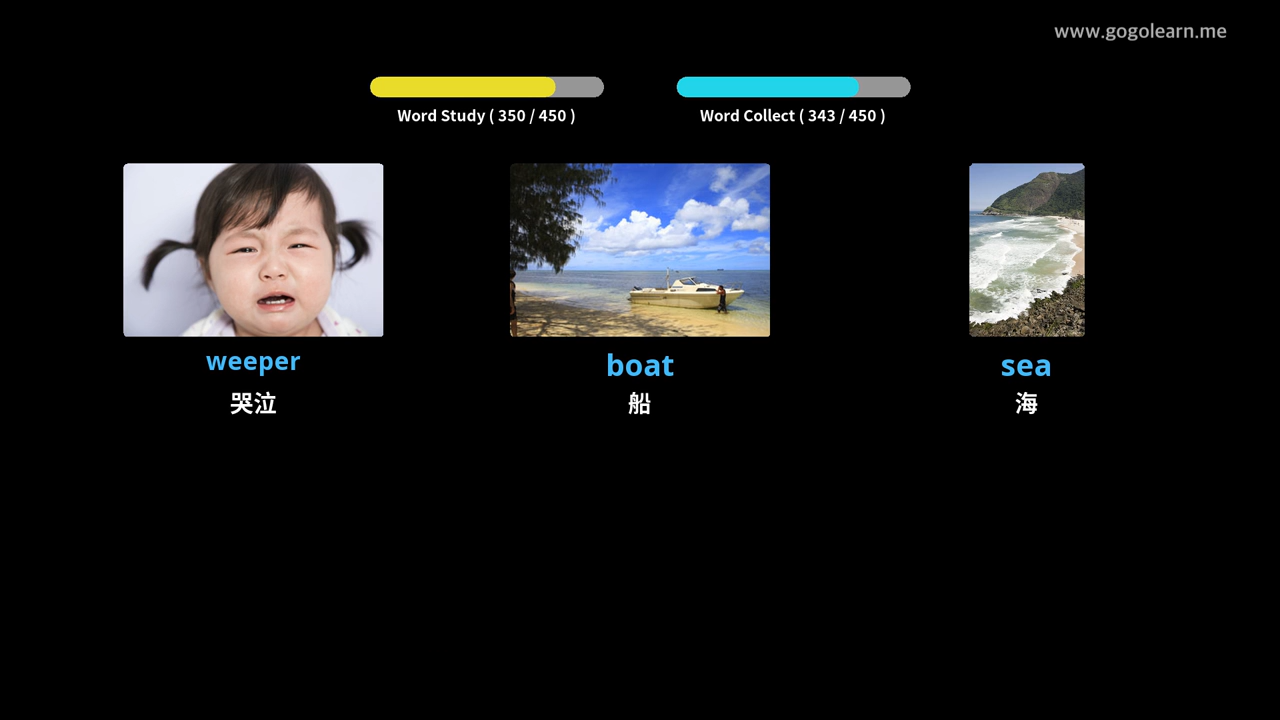 www.gogolearn.me
Word Study ( 350 / 450 )
Word Collect ( 343 / 450 )
weeper
boat
sea
哭泣
船
海